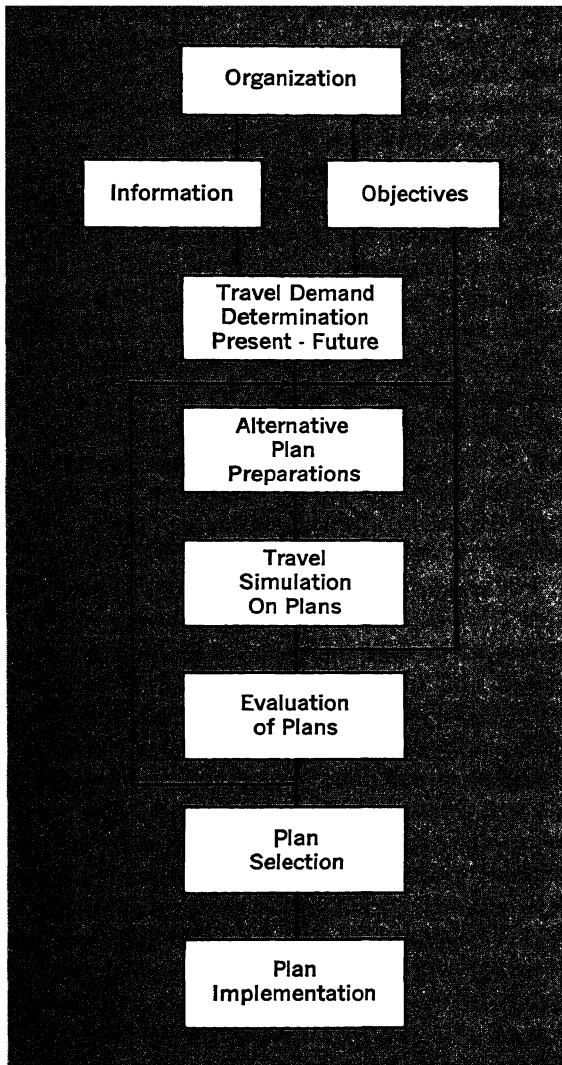 Organization
Information
Objectives
Travel Demand
Determination
Present - Future
Alternative
Plan
Preparations
Travel
Simulation
On Plans
Evaluation
of Plans
Plan
Selection
Plan
Implementation